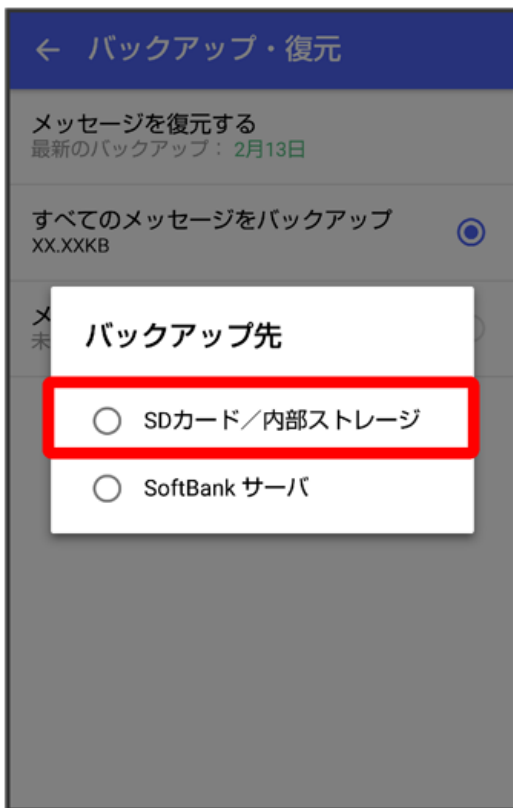 バックアップ・復元
メッセージを復元する
最新のバックアップ： 2月13日
すべてのメッセージをバックアップ
XX.XXKB
メ
未
バックアップ先
SDカード／内部ストレージ
SoftBank サーバ